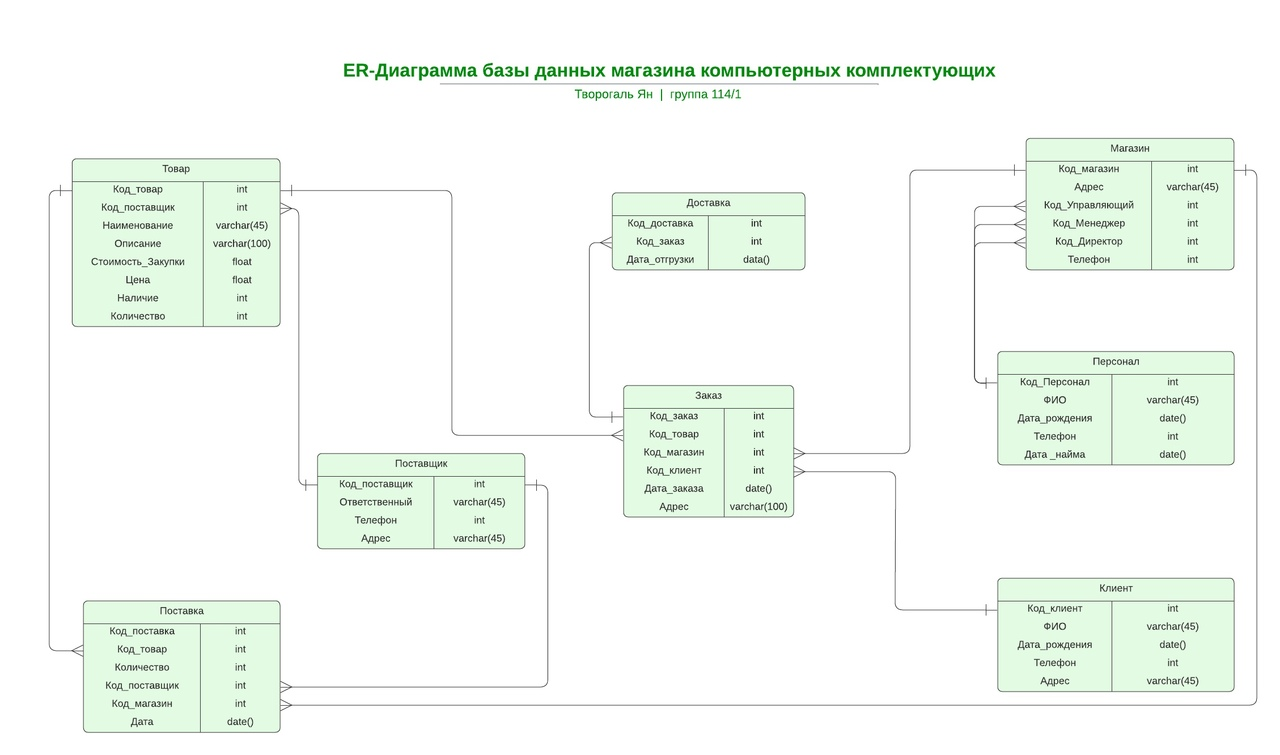 ER-Диаграмма базы данных магазина компьютерных комплектующих
Творогаль Ян | группа 114/1
Товар
Код_товар int
Код_поставщик int
Наименование varchar(45)
Описание varchar(100)
Стоимость_Закупки float
Цена float
Наличие int
Количество int
Доставка
Код_доставка int
Код_заказ int
Дата_отгрузки data()
Магазин
Код_магазин int
Адрес varchar(45)
Код_Управляющий int
Код_Менеджер int
Код_Директор int
Телефон int
Персонал
Код_Персонал int
ФИО varchar(45)
Дата_рождения date()
Телефон int
Дата _найма date()
Заказ
Код_заказ int
Код_товар int
Код_магазин int
Код_клиент int
Дата_заказа date()
Адрес varchar(100)
Поставщик
Код_поставщик int
Ответственный varchar(45)
Телефон int
Адрес varchar(45)
Поставка
Код_поставка int
Код_товар int
Количество int
Код_поставщик int
Код_магазин int
Дата date()
Клиент
Код_клиент int
ФИО varchar(45)
Дата_рождения date()
Телефон int
Адрес varchar(45)